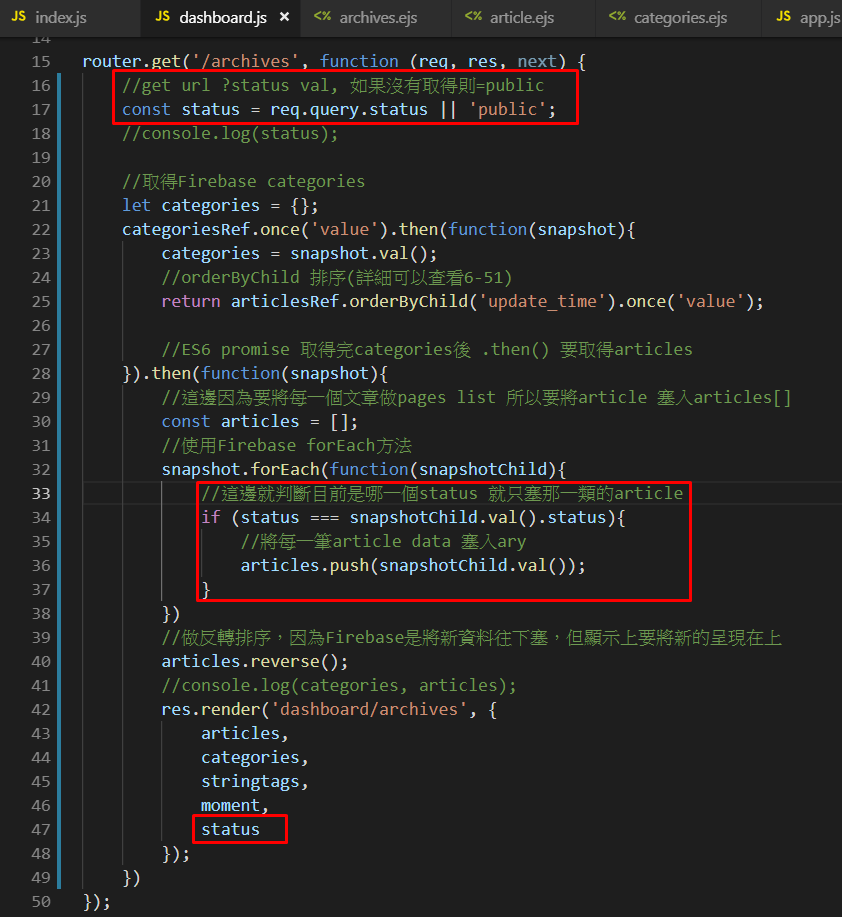 JS index.js JS dashboard.js × <% archives.ejs <% article.ejs <% categories.ejs JS app.js
14
15 router.get('/archives', function (req, res, next) {
16 //get url ?status val, 如果沒有取得則=public
17 const status = req.query.status || 'public';
18 //console.log(status);
19
20 //取得Firebase categories
21 let categories = {};
22 categoriesRef.once('value').then(function(snapshot){
23 categories = snapshot.val();
24 //orderByChild 排序(詳細可以查看6-51)
25 return articlesRef.orderByChild('update_time').once('value');
26
27 //ES6 promise 取得完categories後 .then() 要取得articles
28 }).then(function(snapshot){
29 //這邊因為要將每一個文章做pages list 所以要將article 塞入articles[]
30 const articles = [];
31 //使用Firebase forEach方法
32 snapshot.forEach(function(snapshotChild){
33 //這邊就判斷目前是哪一個status 就只塞那一類的article
34 if (status === snapshotChild.val().status){
35 //將每一筆article data 塞入ary
36 articles.push(snapshotChild.val());
37 }
38 })
39 //做反轉排序，因為Firebase是將新資料往下塞，但顯示上要將新的呈現在上
40 articles.reverse();
41 //console.log(categories, articles);
42 res.render('dashboard/archives', {
43 articles,
44 categories,
45 stringtags,
46 moment,
47 status
48 });
49 })
50 });